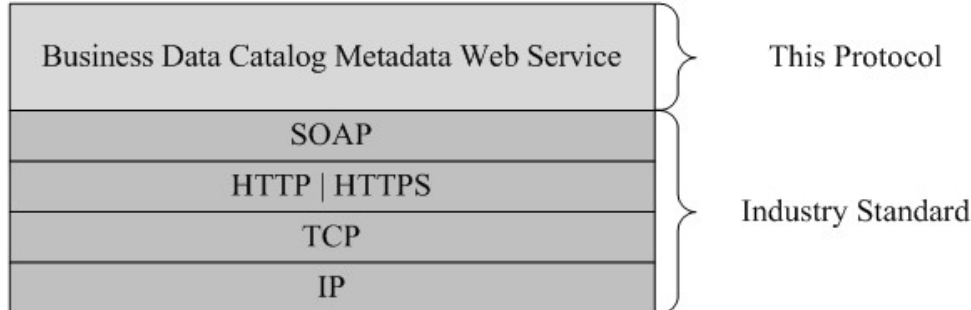 Business Data Catalog Metadata Web Service
This Protocol
SOAP
HTTP | HTTPS
Industry Standard
TCP
IP